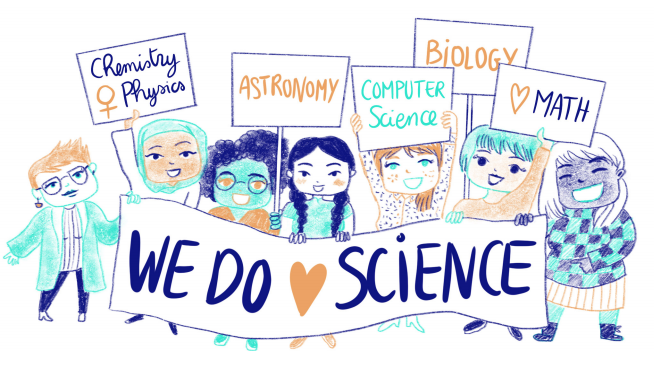 Chemistry
♀ Physics
ASTRONOMY
COMPUTER
Science
BiOLOGY
♡ MATH
WE DO ♥ SCiENCE